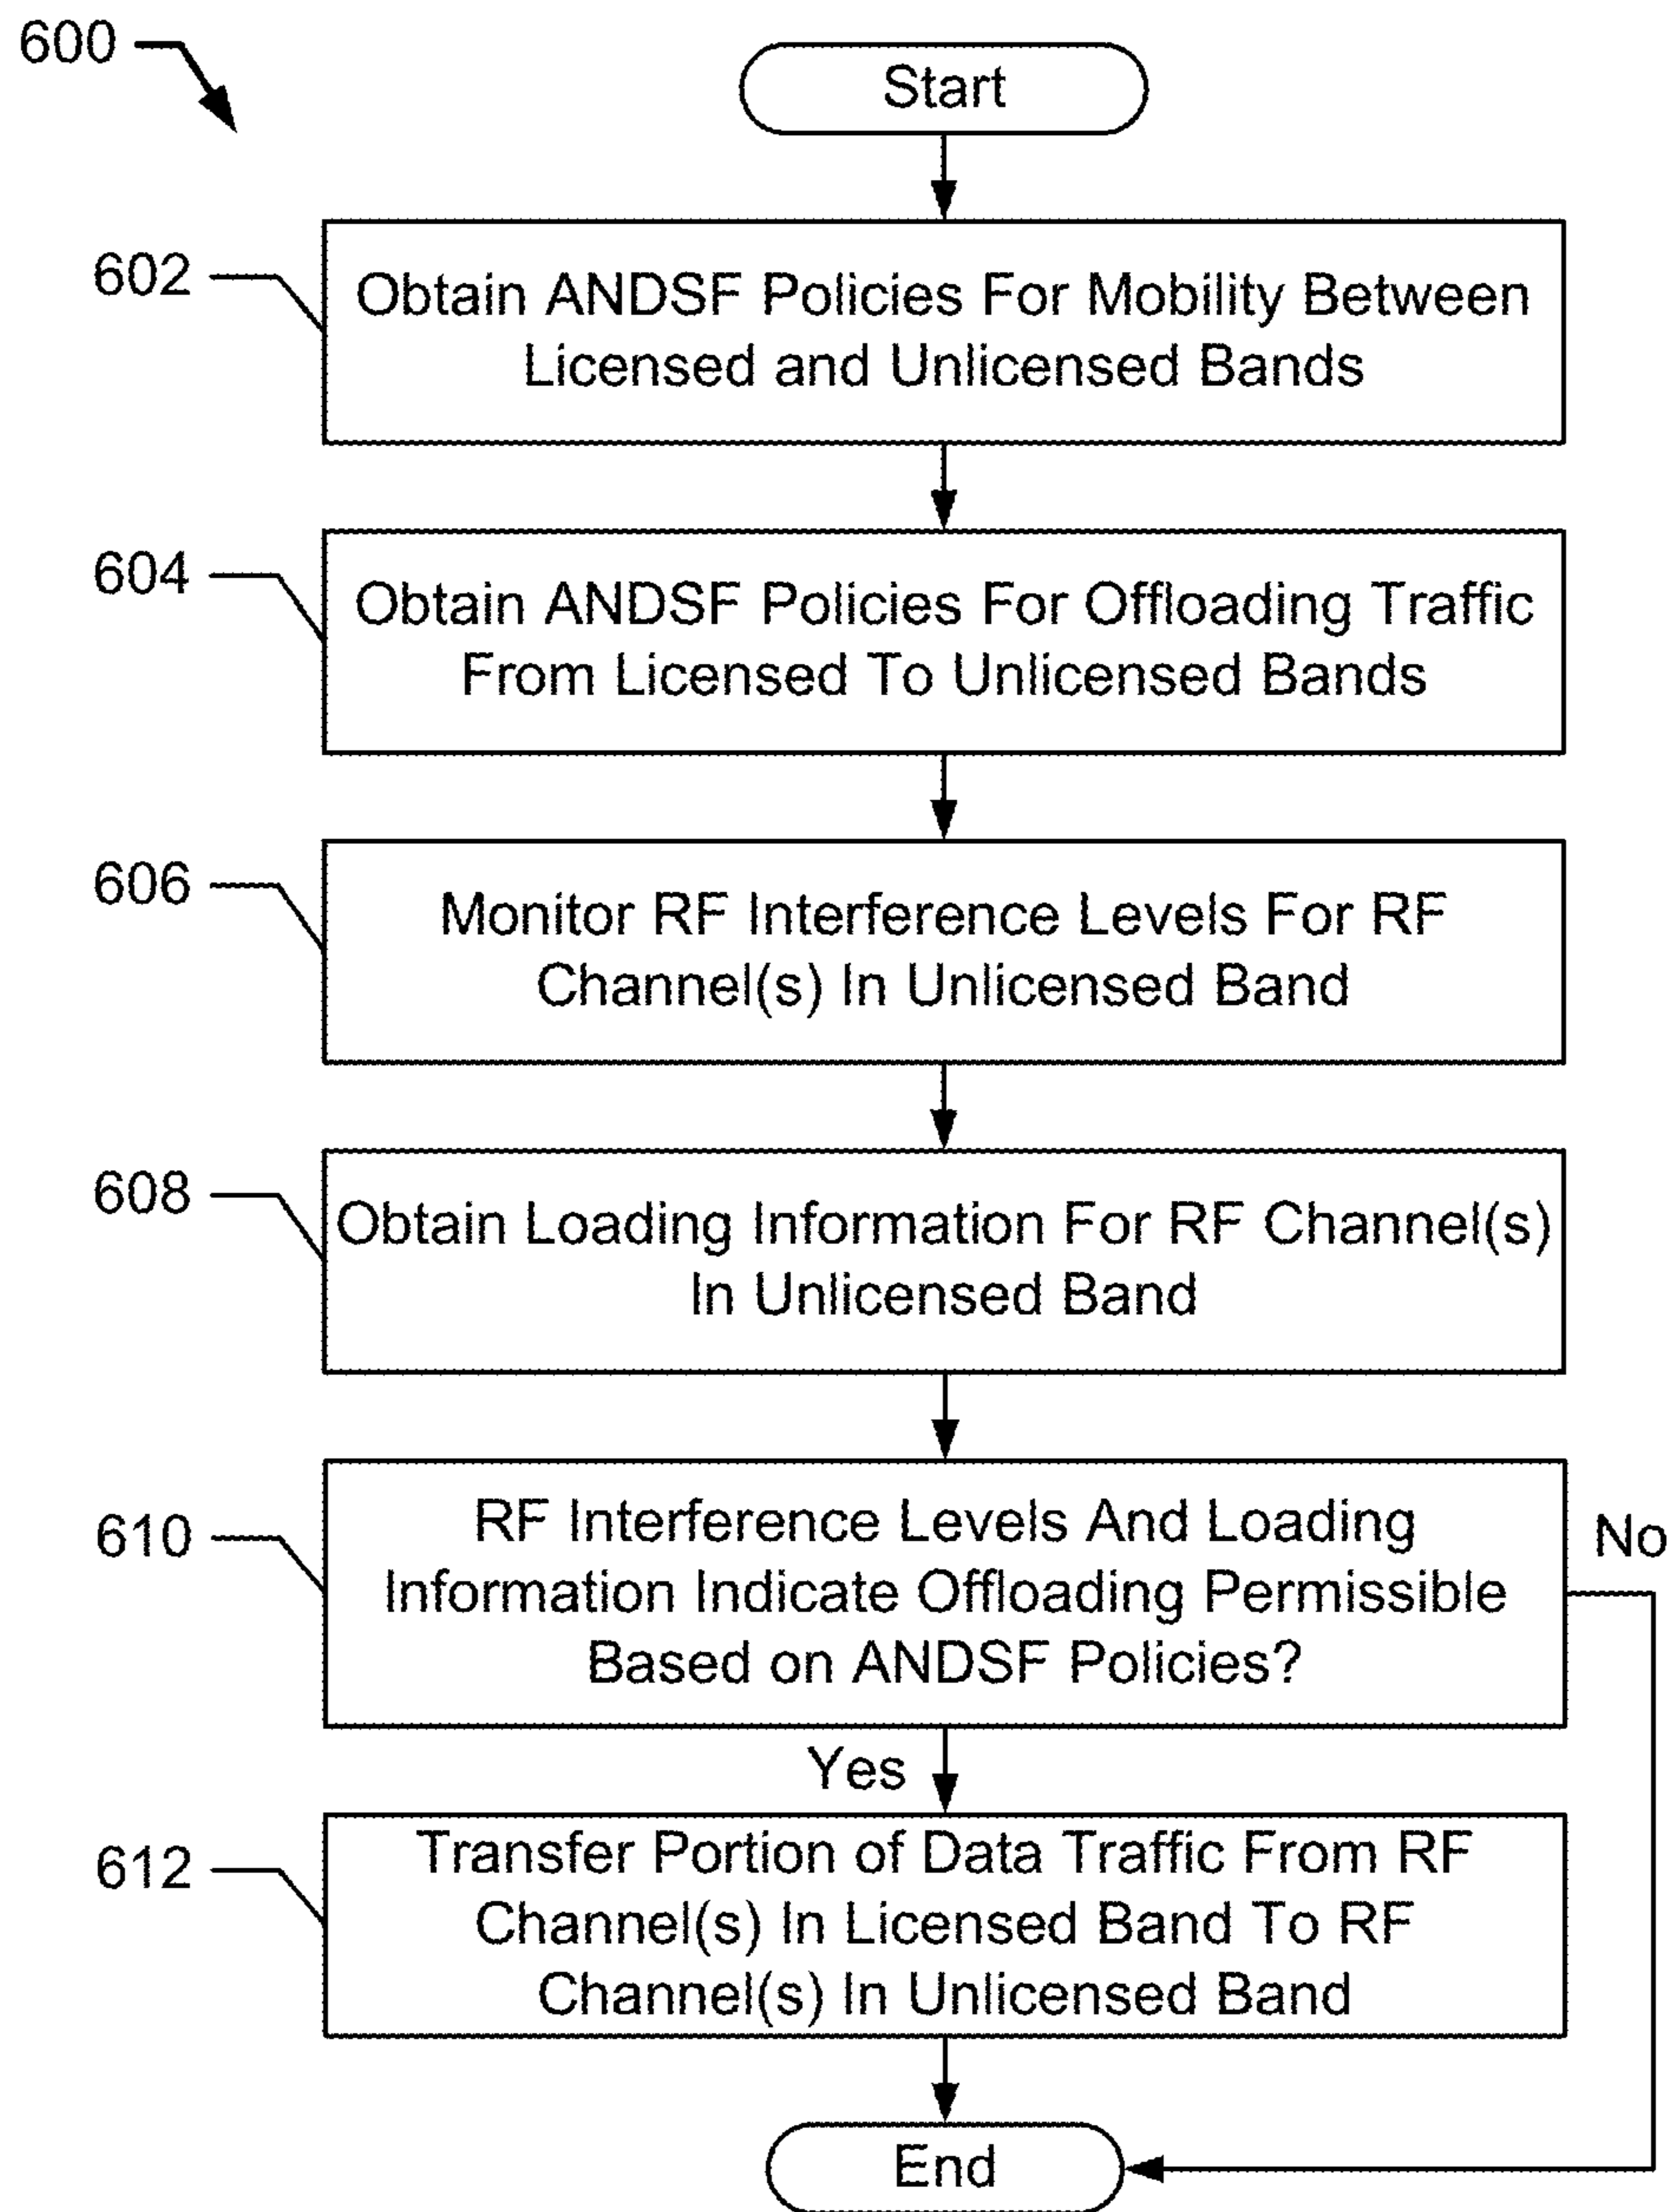 600
Start
602
Obtain ANDSF Policies For Mobility Between
Licensed and Unlicensed Bands
604
Obtain ANDSF Policies For Offloading Traffic
From Licensed To Unlicensed Bands
606
Monitor RF Interference Levels For RF
Channel(s) In Unlicensed Band
608
Obtain Loading Information For RF Channel(s)
In Unlicensed Band
610
RF Interference Levels And Loading
Information Indicate Offloading Permissible
Based on ANDSF Policies?
No
Yes
612
Transfer Portion of Data Traffic From RF
Channel(s) In Licensed Band To RF
Channel(s) In Unlicensed Band
End